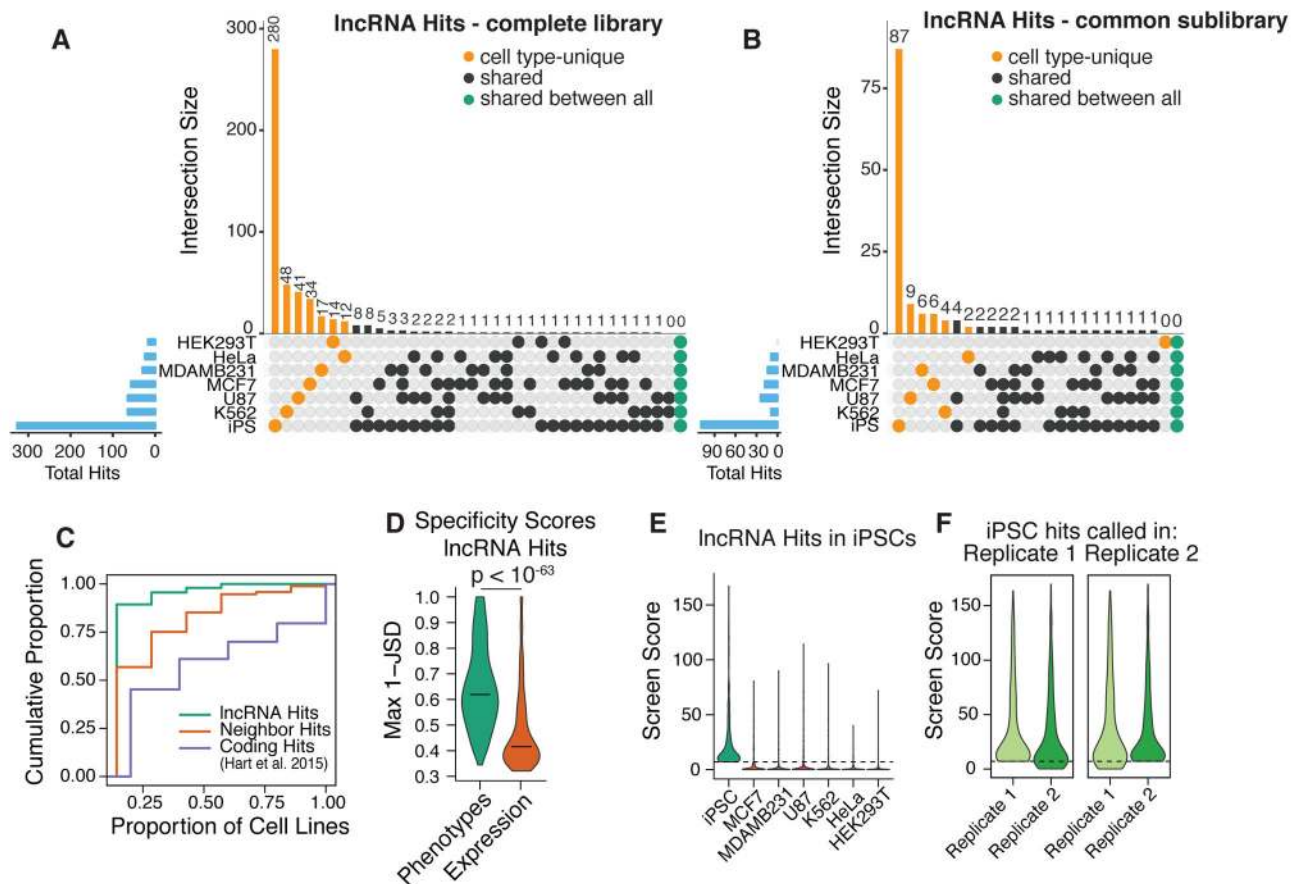 A
lncRNA Hits - complete library
cell type-unique
shared
shared between all
Intersection Size
300
200
100
0
280
48
41
34
17
14
12
8 8 5 3 3 2 2 2 2 1 1 1 1 1 1 1 1 1 1 1 1 1 1 1 1 1 1 0 0
HEK293T
HeLa
MDAMB231
MCF7
U87
K562
iPS
300 200 100 0
Total Hits
B
lncRNA Hits - common sublibrary
cell type-unique
shared
shared between all
Intersection Size
75
50
25
0
87
9 6 6 4 4 2 2 2 2 2 1 1 1 1 1 1 1 1 1 1 1 1 0 0
HEK293T
HeLa
MDAMB231
MCF7
U87
K562
iPS
90 60 30 0
Total Hits
C
Cumulative Proportion
1.00
0.75
0.50
0.25
0.00
lncRNA Hits
Neighbor Hits
Coding Hits
(Hart et al. 2015)
0.25 0.50 0.75 1.00
Proportion of Cell Lines
D
Specificity Scores
lncRNA Hits
p < 10⁻⁶³
Max 1-JSD
1.0
0.9
0.8
0.7
0.6
0.5
0.4
0.3
Phenotypes
Expression
E
lncRNA Hits in iPSCs
Screen Score
150
100
50
0
iPSC
MCF7
MDAMB231
U87
K562
HeLa
HEK293T
F
iPSC hits called in:
Replicate 1 Replicate 2
Screen Score
150
100
50
0
Replicate 1
Replicate 2
Replicate 1
Replicate 2